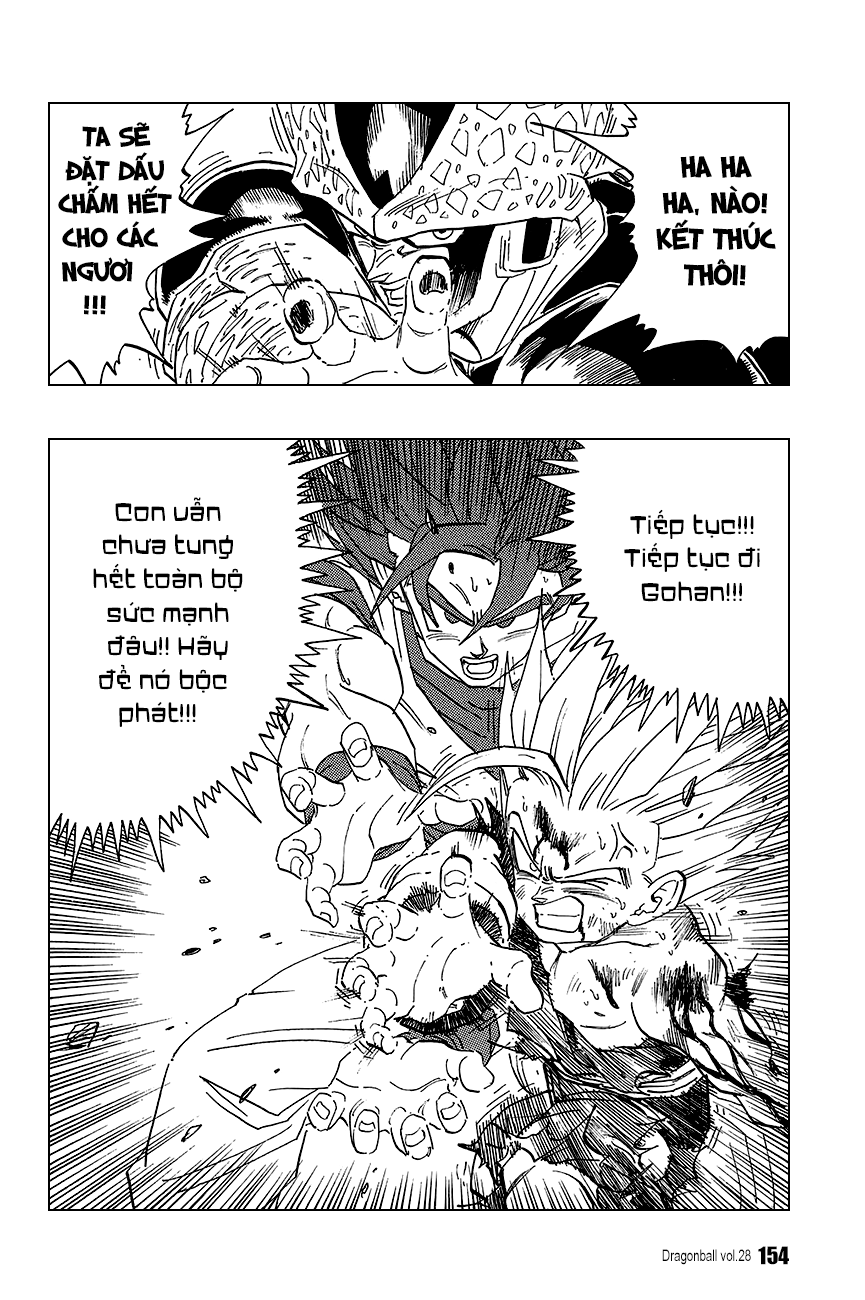 HA HA
HA, NÀO!
KẾT THÚC
THÔI!
TA SẼ
ĐẶT DẤU
CHẤM HẾT
CHO CÁC
NGƯƠI
!!!
Tiếp tục!!!
Tiếp tục đi
Gohan!!!
Con vẫn
chưa tung
hết toàn bộ
sức mạnh
đâu!! Hãy
để nó bộc
phát!!!
Dragonball vol.28 154